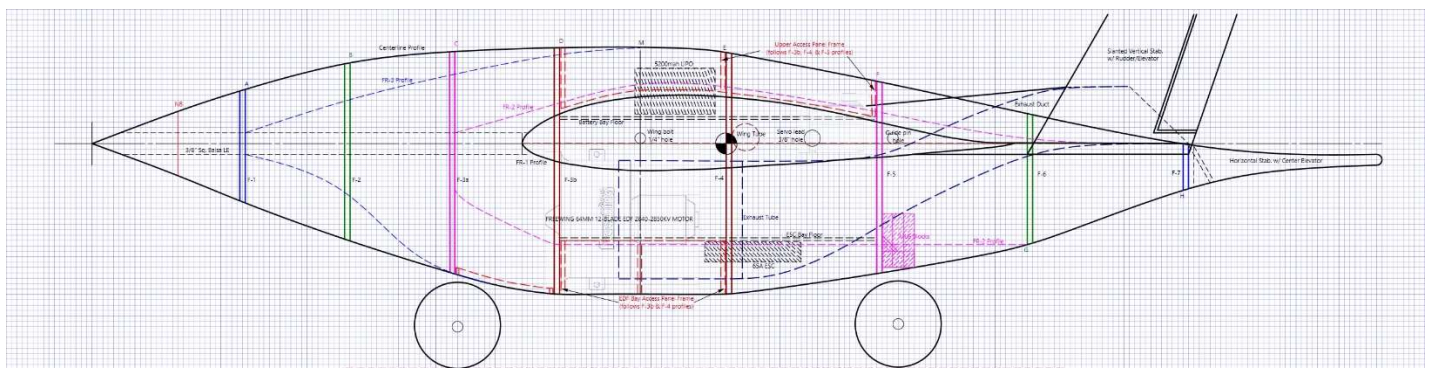 Centerline Profile
Upper Access Panel Frame
(follows F-3b, F-4, & F-5 profiles)
Slanted Vertical Stab.
w/ Rudder/Elevator
A
B
C
D
M
E
F
5200mah LIPO
FR-3 Profile
FR-2 Profile
Exhaust Duct
Battery Bay Floor
Wing bolt
1/4" hole
Wing Tube
Servo lead
3/8" hole
Guide pin
3/8" Sq. Balsa LE
FR-1 Profile
Horizontal Stab. w/ Center Elevator
F-1
F-2
F-3a
F-3b
F-4
F-5
F-6
F-7
H
FREEWING 64MM 12-BLADE EDF
MOTOR
Exhaust Tube
ESC Bay Floor
FR-2 Profile
G
65A ESC
EDF Bay Access Panel Frame
(follows F-3b & F-4 profiles)